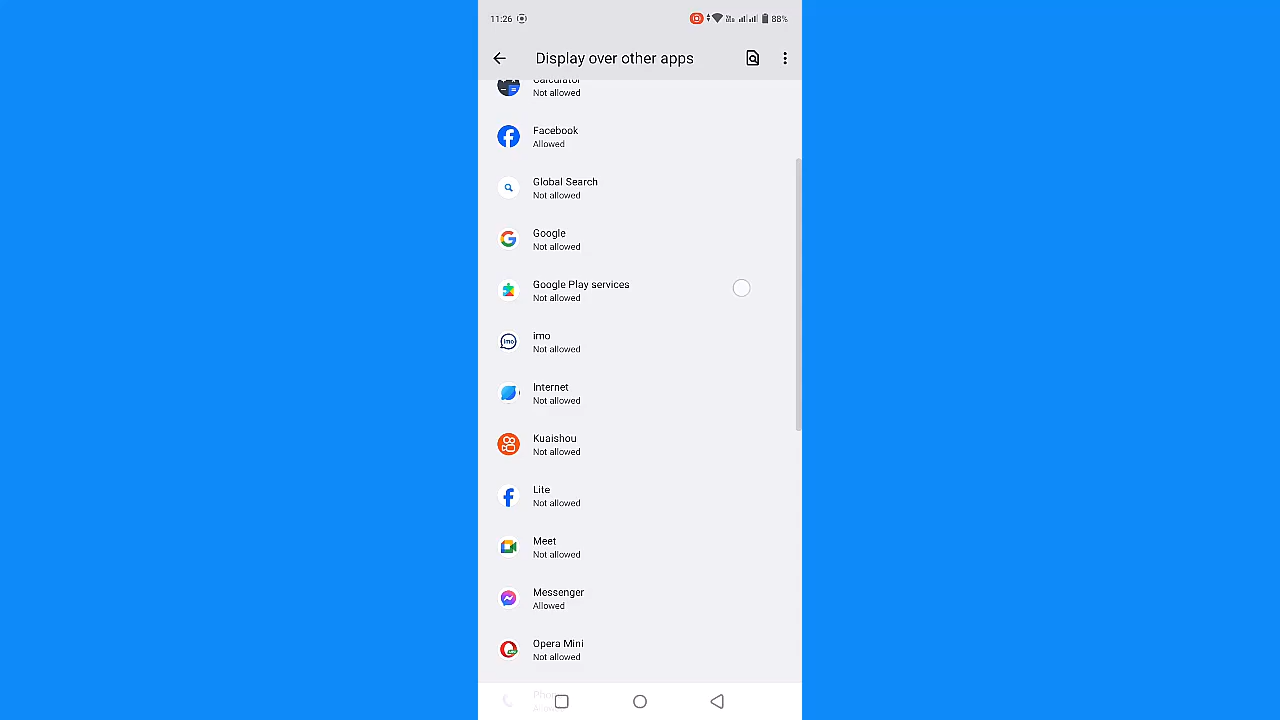 11:26
88%
Display over other apps
Calculator
Not allowed
Facebook
Allowed
Global Search
Not allowed
Google
Not allowed
Google Play services
Not allowed
imo
Not allowed
Internet
Not allowed
Kuaishou
Not allowed
Lite
Not allowed
Meet
Not allowed
Messenger
Allowed
Opera Mini
Not allowed
Phone